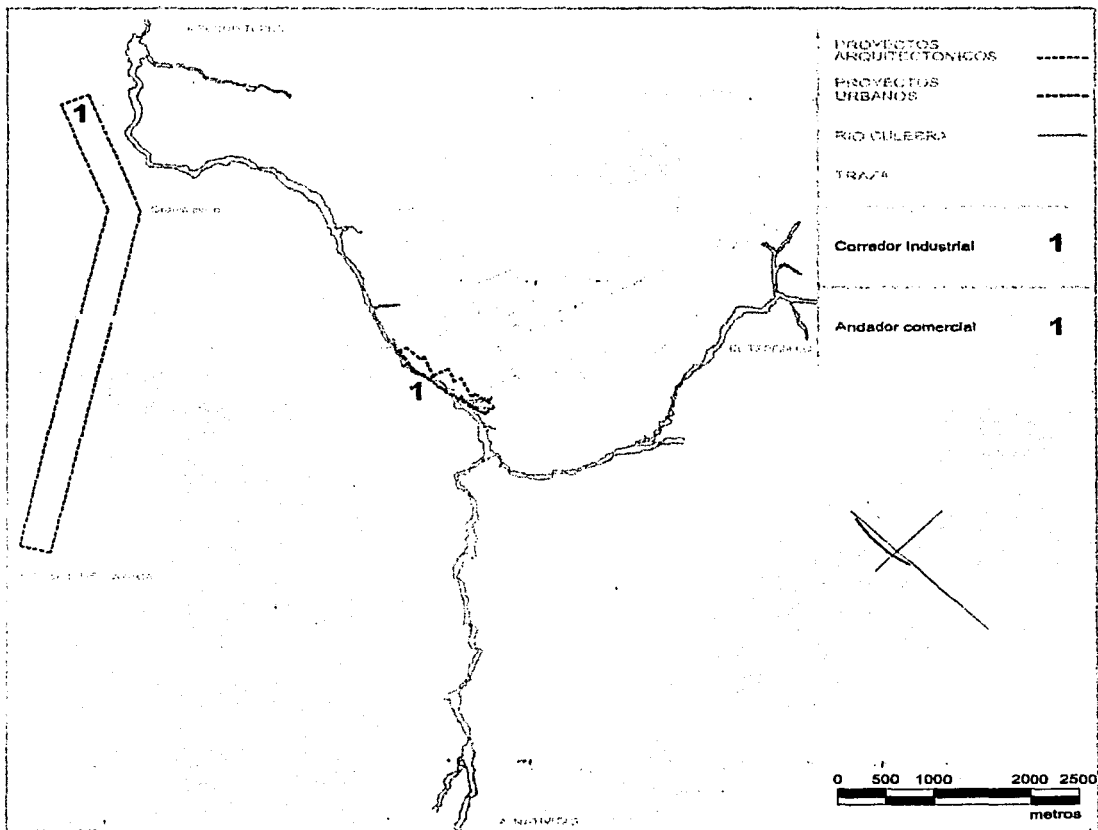 1
1
PROYECTOS
ARQUITECTONICOS
PROYECTOS
URBANOS
RIO CULEBRA
TRAZA
Corrador Industrial 1
Andador comercial 1
0 500 1000 2000 2500
metros